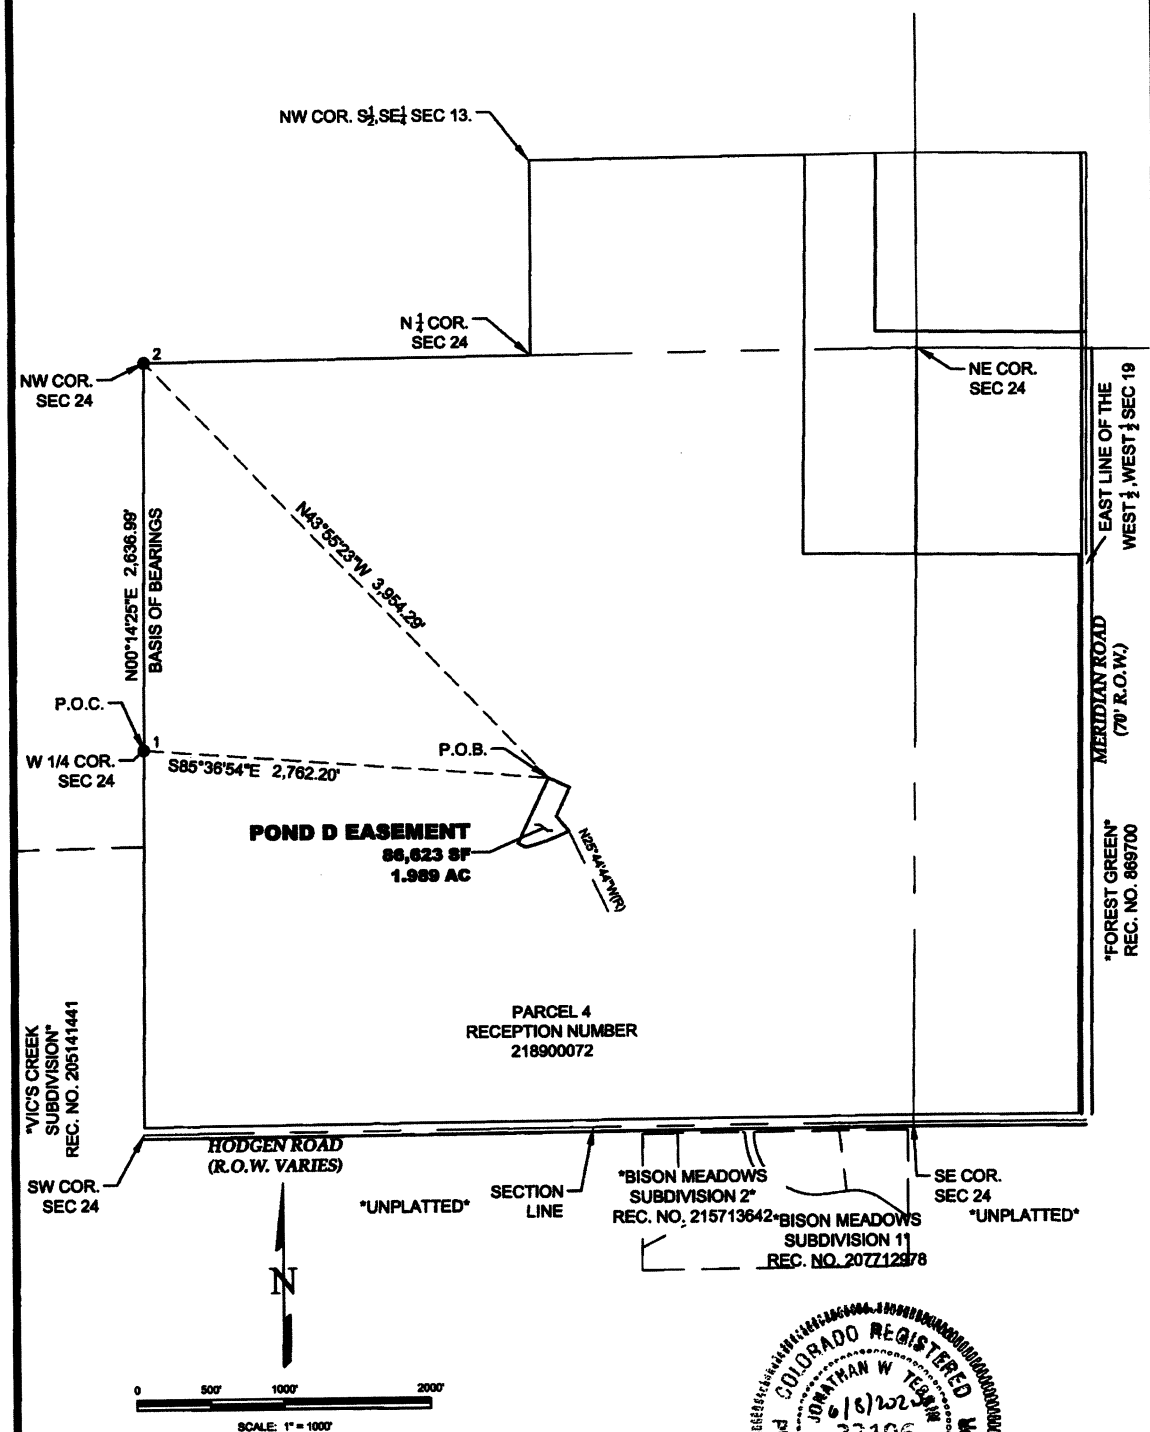 NW COR. S½,SE¼ SEC 13.
N ¼ COR.
SEC 24
2
NW COR.
SEC 24
NE COR.
SEC 24
EAST LINE OF THE
WEST ½,WEST ½ SEC 19
N00°14'25"E 2,636.99'
BASIS OF BEARINGS
N43°55'23"W 3,954.29'
MERIDIAN ROAD
(70' R.O.W.)
P.O.C.
1
W 1/4 COR.
SEC 24
S85°36'54"E 2,762.20'
P.O.B.
POND D EASEMENT
86,623 SF
1.989 AC
N25°44'44"W(R)
"FOREST GREEN"
REC. NO. 869700
PARCEL 4
RECEPTION NUMBER
218900072
"VIC'S CREEK
SUBDIVISION"
REC. NO. 205141441
HODGEN ROAD
(R.O.W. VARIES)
SW COR.
SEC 24
"UNPLATTED"
SECTION
LINE
"BISON MEADOWS
SUBDIVISION 2"
REC. NO. 215713642
"BISON MEADOWS
SUBDIVISION 1"
REC. NO. 207712978
SE COR.
SEC 24
"UNPLATTED"
N
0 500' 1000' 2000'
SCALE: 1" = 1000'
COLORADO REGISTERED
JONATHAN W